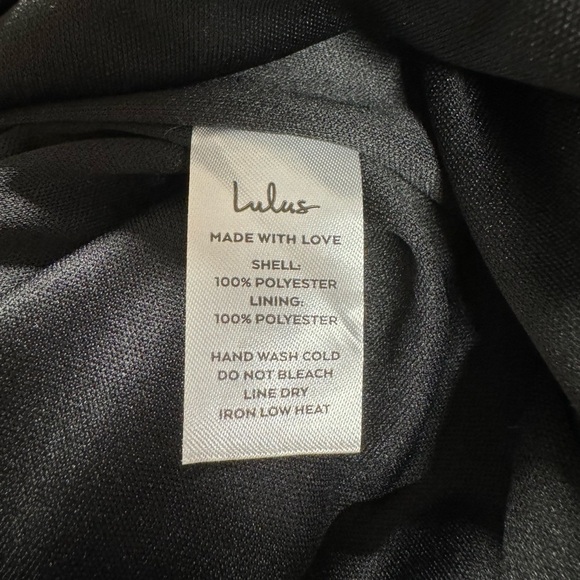 Lulus
MADE WITH LOVE
SHELL:
100% POLYESTER
LINING:
100% POLYESTER
HAND WASH COLD
DO NOT BLEACH
LINE DRY
IRON LOW HEAT